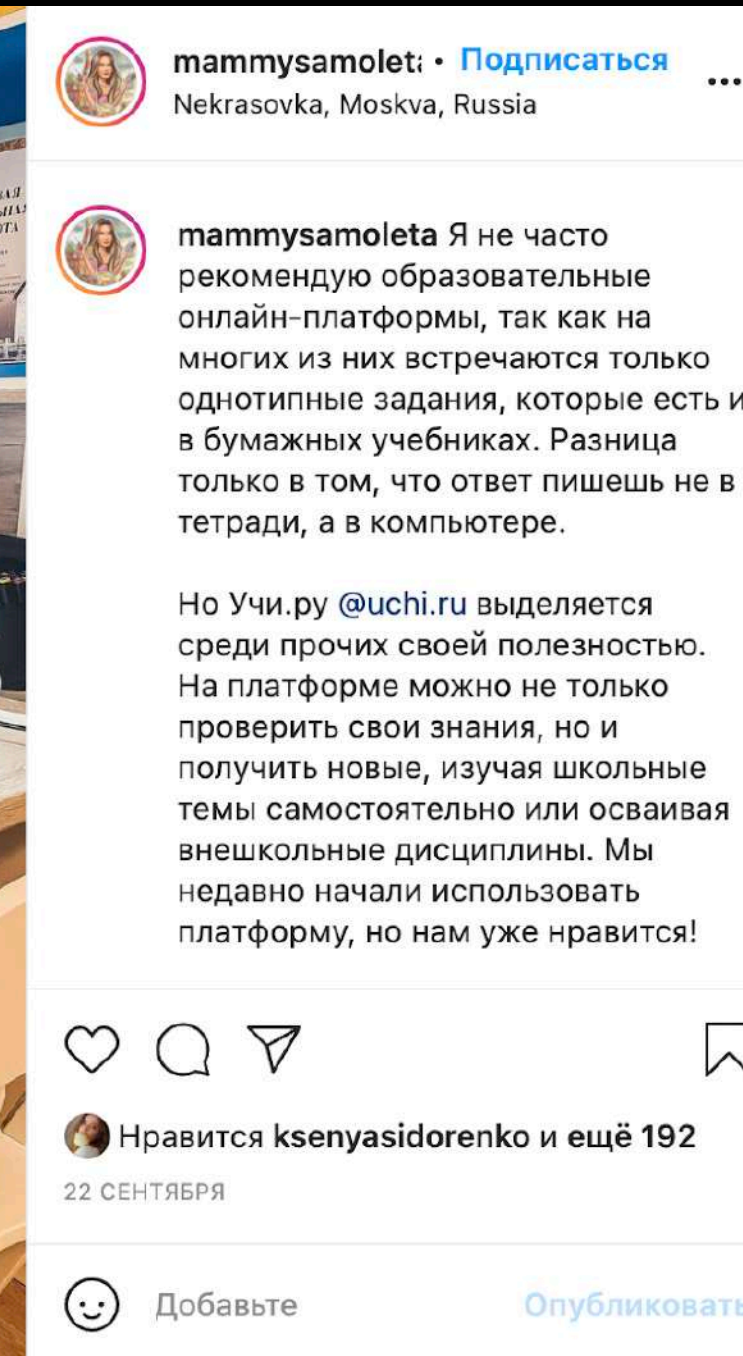 mammysamoleta • Подписаться
Nekrasovka, Moskva, Russia
mammysamoleta Я не часто
рекомендую образовательные
онлайн-платформы, так как на
многих из них встречаются только
однотипные задания, которые есть и
в бумажных учебниках. Разница
только в том, что ответ пишешь не в
тетради, а в компьютере.
Но Учи.ру @uchi.ru выделяется
среди прочих своей полезностью.
На платформе можно не только
проверить свои знания, но и
получить новые, изучая школьные
темы самостоятельно или осваивая
внешкольные дисциплины. Мы
недавно начали использовать
платформу, но нам уже нравится!
Нравится ksenyasidorenko и ещё 192
22 СЕНТЯБРЯ
Добавьте
Опубликовать